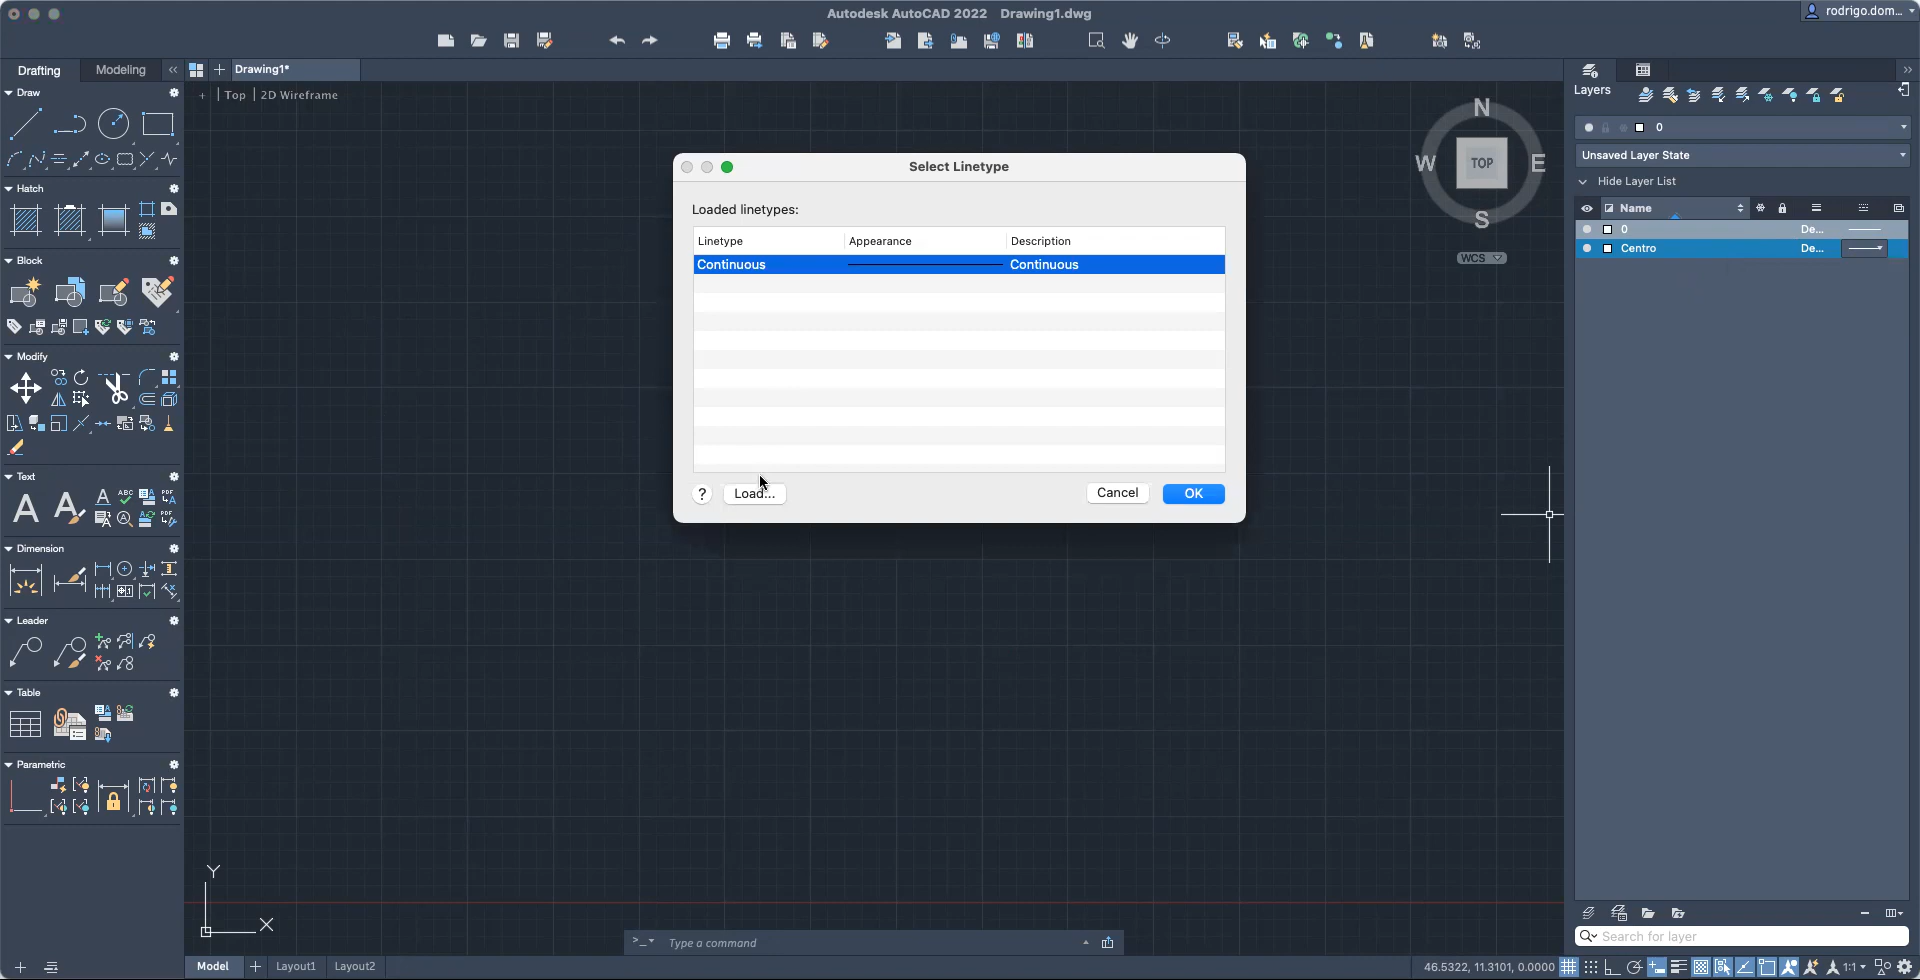 Autodesk AutoCAD 2022 Drawing1.dwg
rodrigo.dom...
Drafting Modeling Drawing1*
Draw
+ Top 2D Wireframe
Hatch
Block
Modify
Text
Dimension
Leader
Table
Parametric
Select Linetype
Loaded linetypes:
Linetype Appearance Description
Continuous Continuous
? Load... Cancel OK
N
W TOP E
S
WCS
Layers
0
Unsaved Layer State
Hide Layer List
Name
0 De...
Centro De...
Search for layer
Y
X
>_ Type a command
Model + Layout1 Layout2
46.5322, 11.3101, 0.0000 1:1